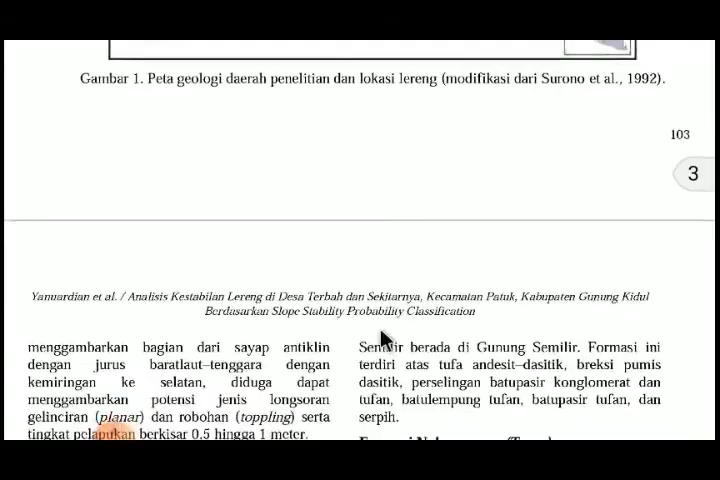 Gambar 1. Peta geologi daerah penelitian dan lokasi lereng (modifikasi dari Surono et al., 1992).
103
3
Yanuardian et al. / Analisis Kestabilan Lereng di Desa Terbah dan Sekitarnya, Kecamatan Patuk, Kabupaten Gunung Kidul
Berdasarkan Slope Stability Probability Classification
menggambarkan bagian dari sayap antiklin
dengan jurus baratlaut–tenggara dengan
kemiringan ke selatan, diduga dapat
menggambarkan potensi jenis longsoran
gelinciran (planar) dan robohan (toppling) serta
tingkat pelapukan berkisar 0.5 hingga 1 meter.
Semilir berada di Gunung Semilir. Formasi ini
terdiri atas tufa andesit–dasitik, breksi pumis
dasitik, perselingan batupasir konglomerat dan
tufan, batulempung tufan, batupasir tufan, dan
serpih.